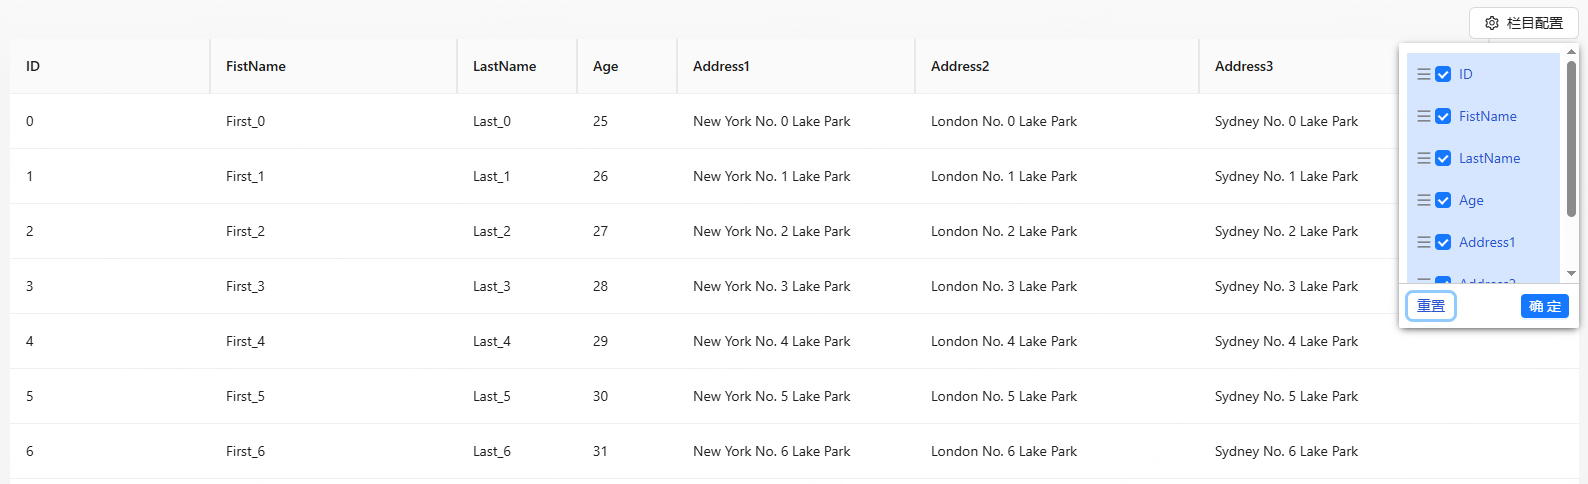 栏目配置
ID FistName LastName Age Address1 Address2 Address3
0 First_0 Last_0 25 New York No. 0 Lake Park London No. 0 Lake Park Sydney No. 0 Lake Park
1 First_1 Last_1 26 New York No. 1 Lake Park London No. 1 Lake Park Sydney No. 1 Lake Park
2 First_2 Last_2 27 New York No. 2 Lake Park London No. 2 Lake Park Sydney No. 2 Lake Park
3 First_3 Last_3 28 New York No. 3 Lake Park London No. 3 Lake Park Sydney No. 3 Lake Park
4 First_4 Last_4 29 New York No. 4 Lake Park London No. 4 Lake Park Sydney No. 4 Lake Park
5 First_5 Last_5 30 New York No. 5 Lake Park London No. 5 Lake Park Sydney No. 5 Lake Park
6 First_6 Last_6 31 New York No. 6 Lake Park London No. 6 Lake Park Sydney No. 6 Lake Park
ID
FistName
LastName
Age
Address1
重置 确定